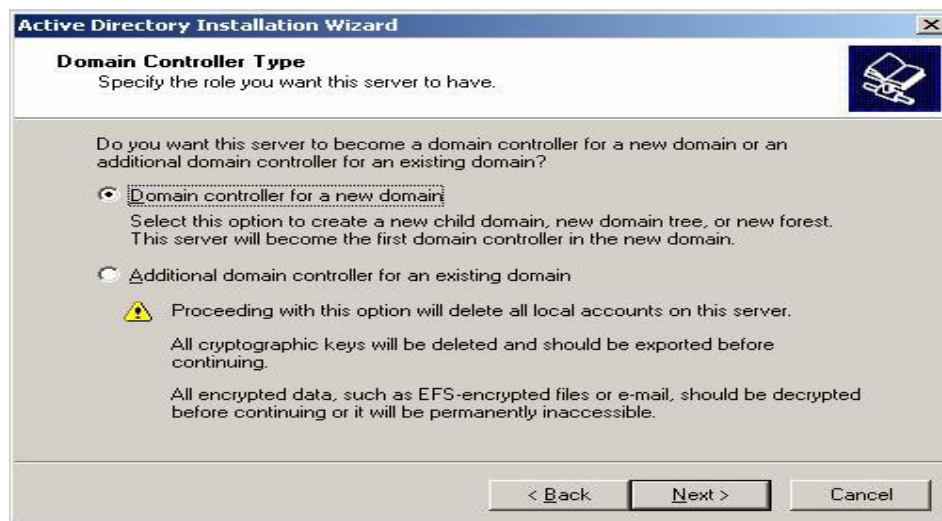 Active Directory Installation Wizard
Domain Controller Type
Specify the role you want this server to have.
Do you want this server to become a domain controller for a new domain or an
additional domain controller for an existing domain?
Domain controller for a new domain
Select this option to create a new child domain, new domain tree, or new forest.
This server will become the first domain controller in the new domain.
Additional domain controller for an existing domain
Proceeding with this option will delete all local accounts on this server.
All cryptographic keys will be deleted and should be exported before
continuing.
All encrypted data, such as EFS-encrypted files or e-mail, should be decrypted
before continuing or it will be permanently inaccessible.
< Back
Next >
Cancel